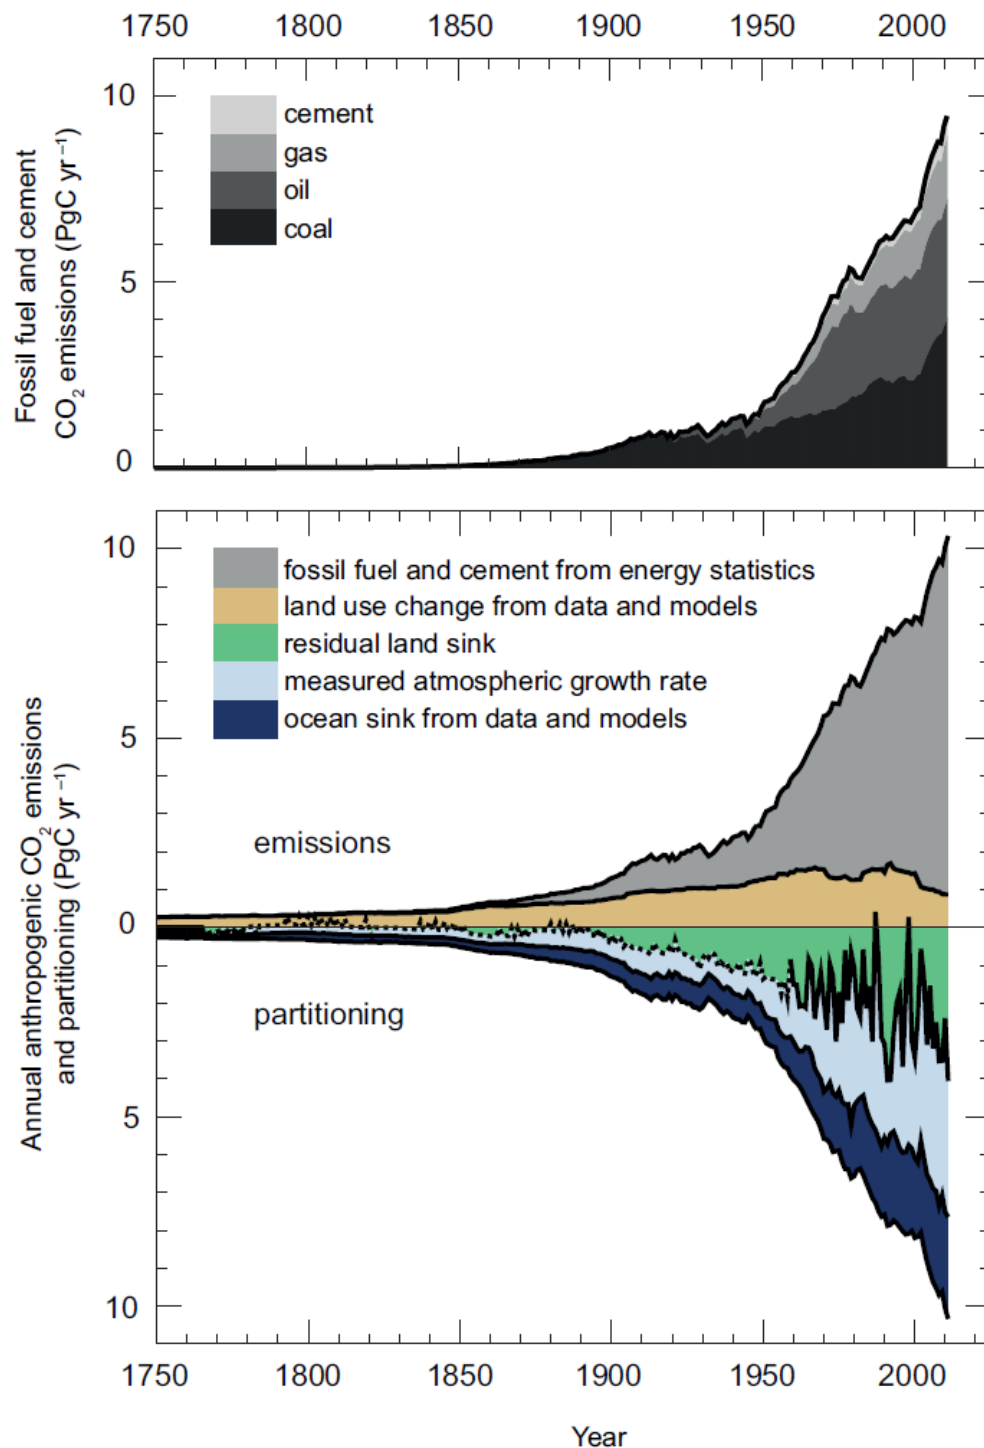 1750 1800 1850 1900 1950 2000
Fossil fuel and cement
CO₂ emissions (PgC yr⁻¹)
10
5
0
cement
gas
oil
coal
Annual anthropogenic CO₂ emissions
and partitioning (PgC yr⁻¹)
10
5
0
5
10
fossil fuel and cement from energy statistics
land use change from data and models
residual land sink
measured atmospheric growth rate
ocean sink from data and models
emissions
partitioning
1750 1800 1850 1900 1950 2000
Year